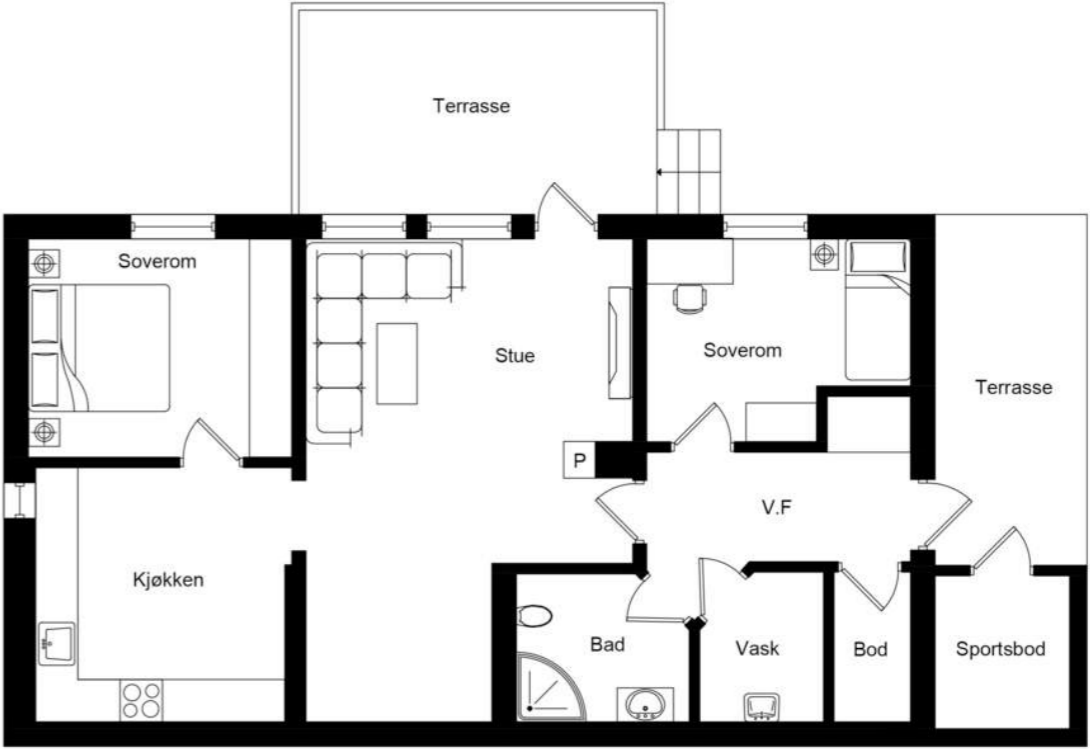 Terrasse
Soverom
Stue
Soverom
Terrasse
P
V.F
Kjøkken
Bad
Vask
Bod
Sportsbod